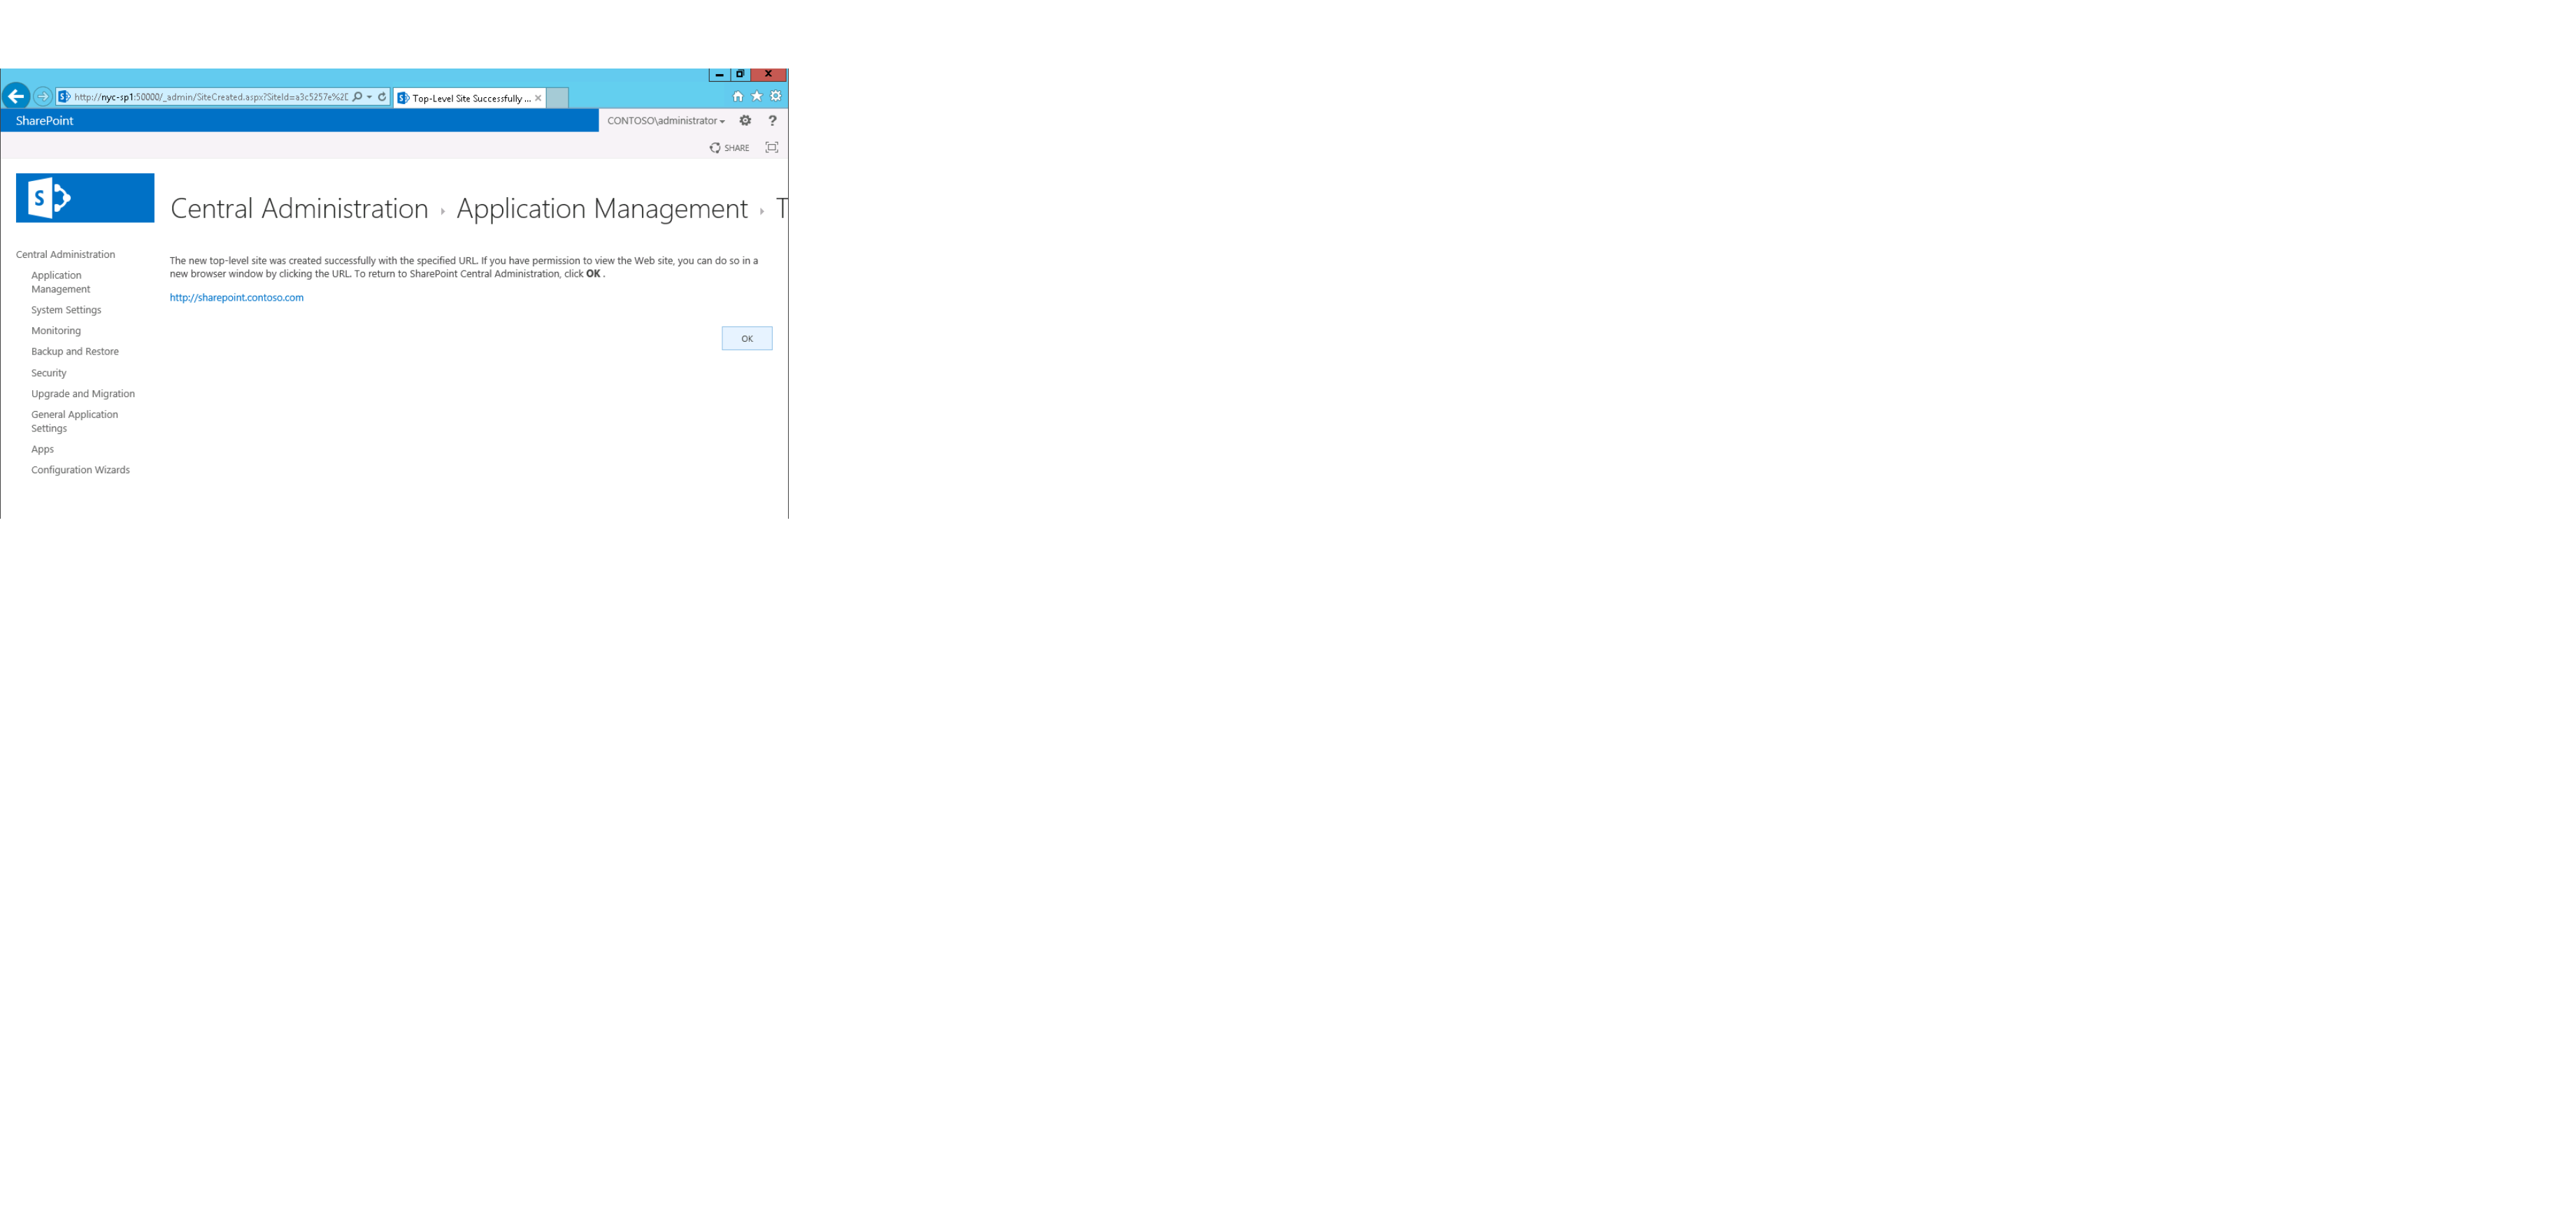 http://nyc-sp1:50000/_admin/SiteCreated.aspx?SiteId=a3c5257e%2D
Top-Level Site Successfully ...
SharePoint
CONTOSO\administrator
?
SHARE
S
Central Administration ▸ Application Management ▸ T
Central Administration
Application
Management
System Settings
Monitoring
Backup and Restore
Security
Upgrade and Migration
General Application
Settings
Apps
Configuration Wizards
The new top-level site was created successfully with the specified URL. If you have permission to view the Web site, you can do so in a
new browser window by clicking the URL. To return to SharePoint Central Administration, click OK .
http://sharepoint.contoso.com
OK